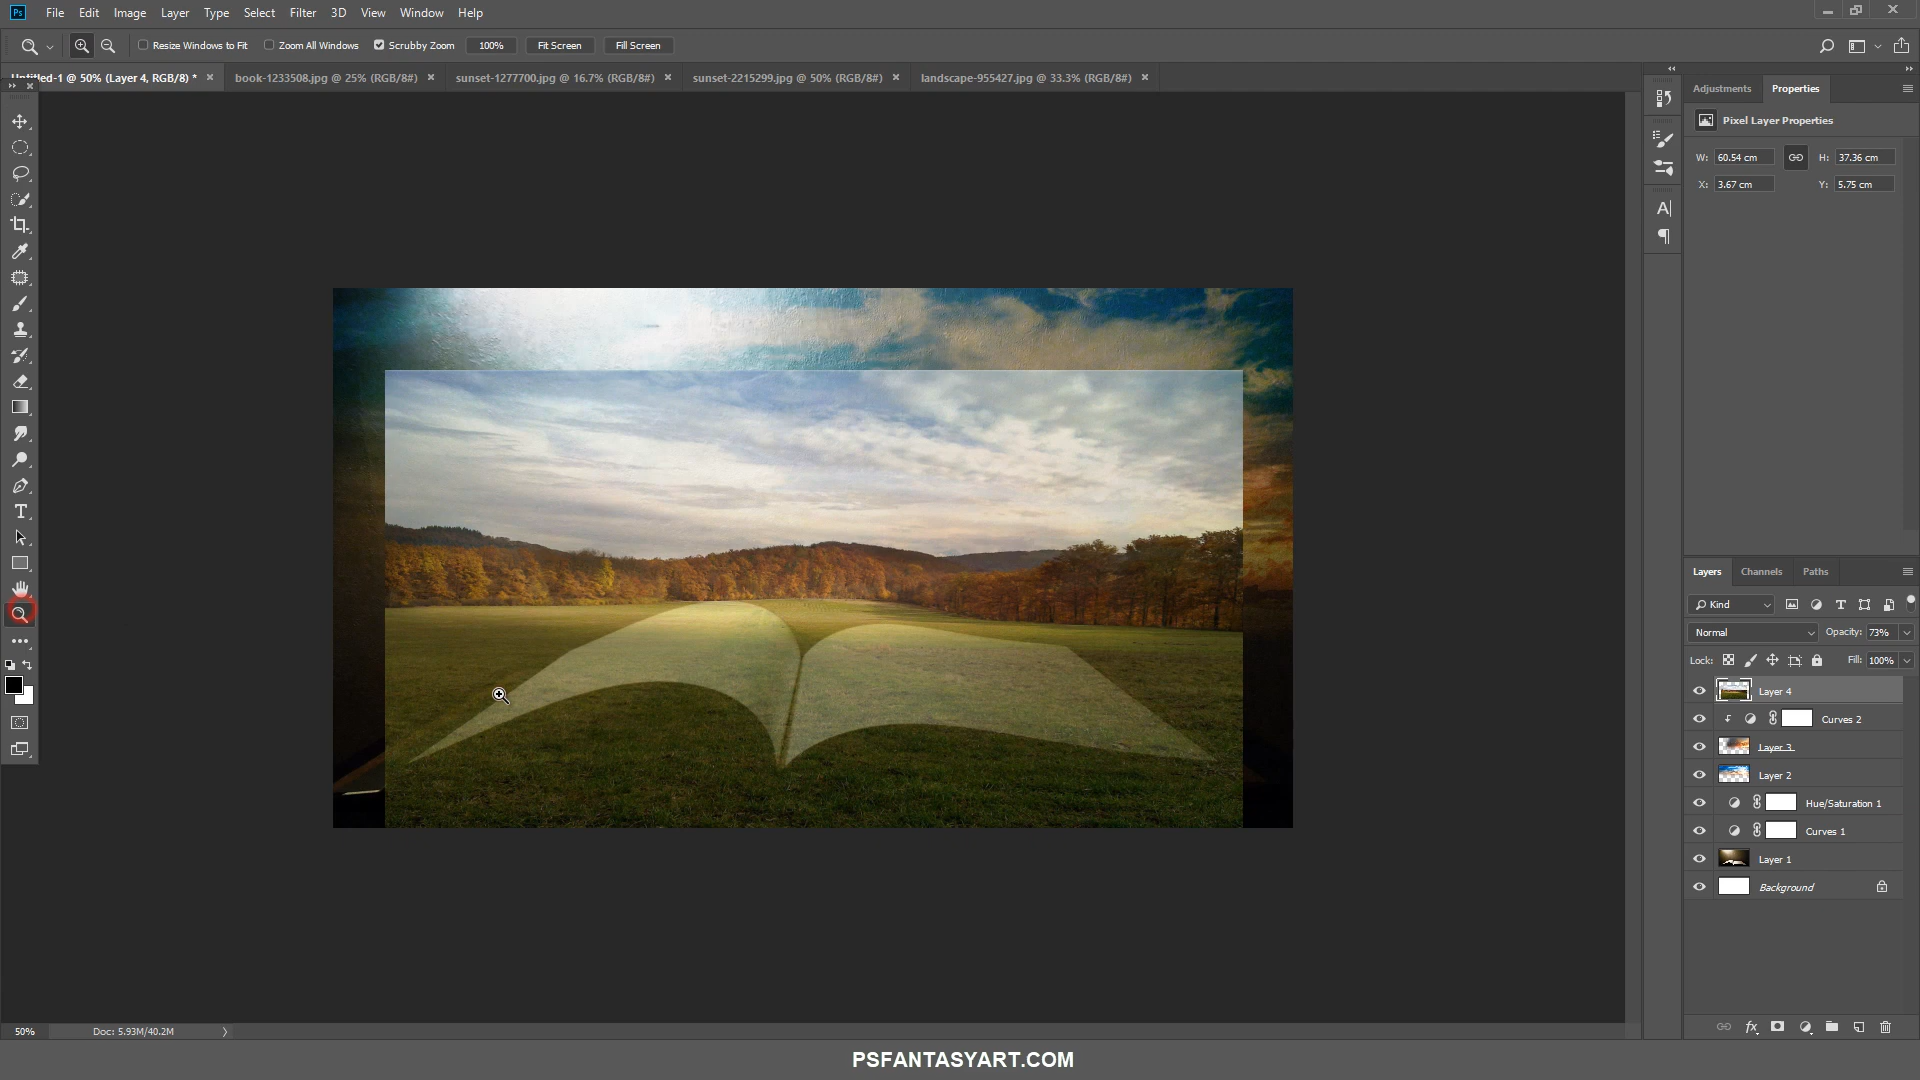 Ps File Edit Image Layer Type Select Filter 3D View Window Help
Resize Windows to Fit Zoom All Windows Scrubby Zoom 100% Fit Screen Fill Screen
Untitled-1 @ 50% (Layer 4, RGB/8) * book-1233508.jpg @ 25% (RGB/8#) sunset-1277700.jpg @ 16.7% (RGB/8#) sunset-2215299.jpg @ 50% (RGB/8#) landscape-955427.jpg @ 33.3% (RGB/8#)
Adjustments Properties
Pixel Layer Properties
W: 60.54 cm H: 37.36 cm
X: 3.67 cm Y: 5.75 cm
Layers Channels Paths
Kind
Normal Opacity: 73%
Lock: Fill: 100%
Layer 4
Curves 2
Layer 3
Layer 2
Hue/Saturation 1
Curves 1
Layer 1
Background
50% Doc: 5.93M/40.2M
PSFANTASYART.COM